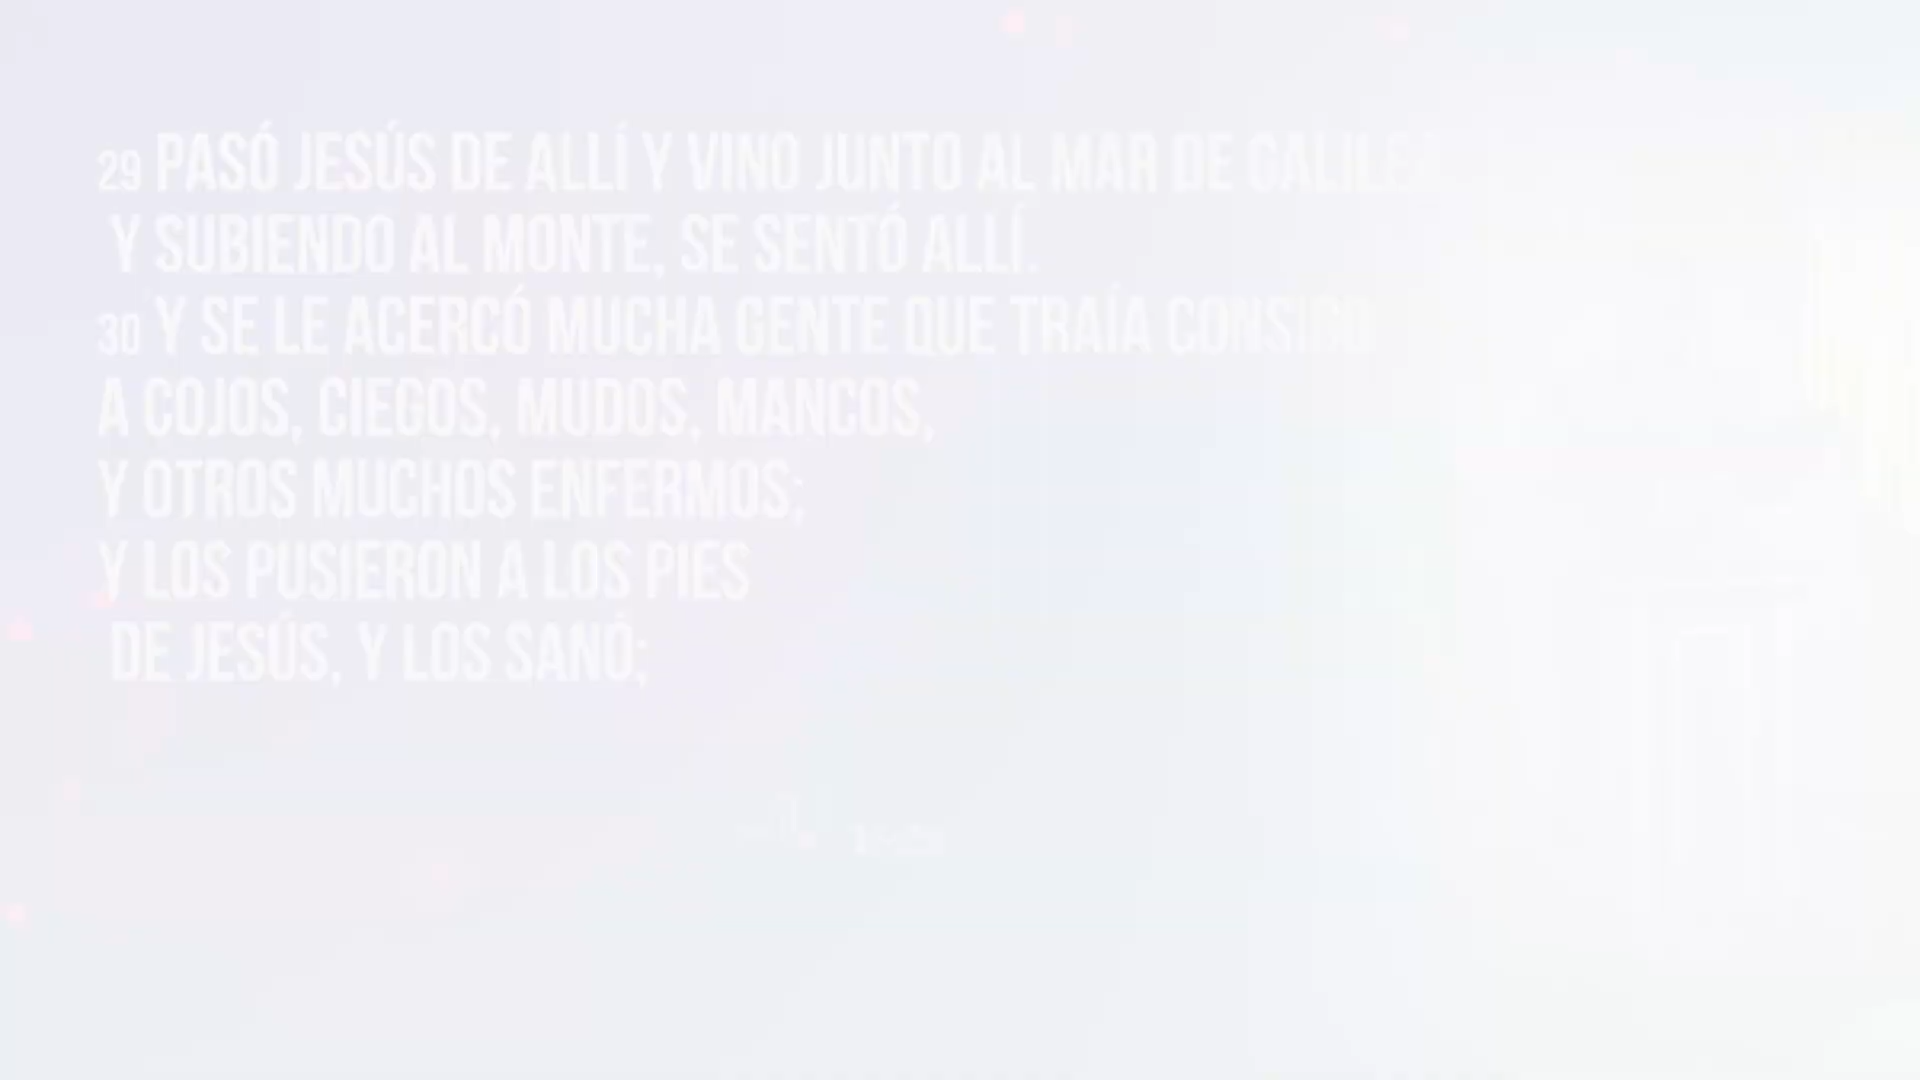 29 PASÓ JESÚS DE ALLÍ Y VINO JUNTO AL MAR DE GALILEA
Y SUBIENDO AL MONTE, SE SENTÓ ALLÍ.
30 Y SE LE ACERCÓ MUCHA GENTE QUE TRAÍA CONSIGO
A COJOS, CIEGOS, MUDOS, MANCOS,
Y OTROS MUCHOS ENFERMOS;
Y LOS PUSIERON A LOS PIES
DE JESÚS, Y LOS SANÓ;